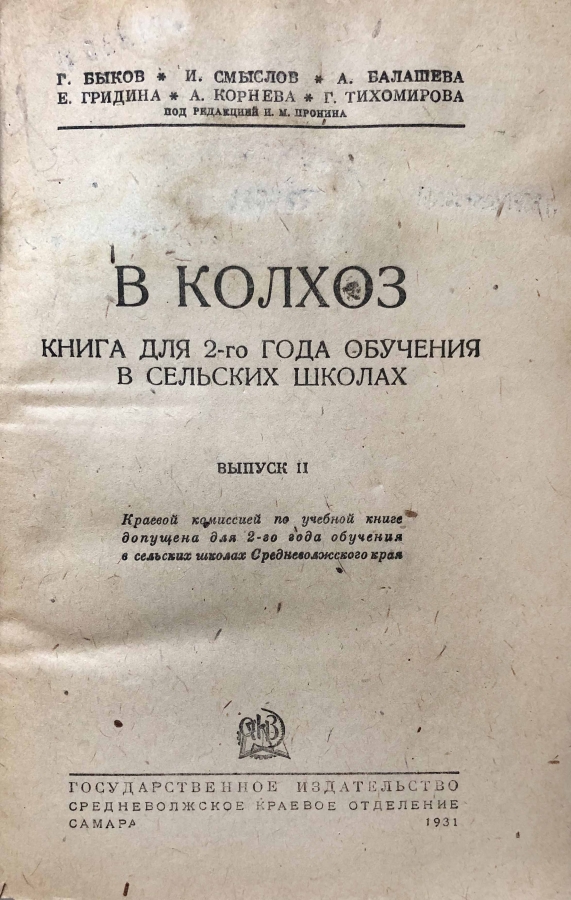 Г. БЫКОВ * И. СМЫСЛОВ * А. БАЛАШЕВА
Е. ГРИДИНА * А. КОРНЕВА * Г. ТИХОМИРОВА
ПОД РЕДАКЦИЕЙ И. М. ПРОНИНА
В КОЛХОЗ
КНИГА ДЛЯ 2-го ГОДА ОБУЧЕНИЯ
В СЕЛЬСКИХ ШКОЛАХ
ВЫПУСК II
Краевой комиссией по учебной книге
допущена для 2-го года обучения
в сельских школах Средневолжского края
ГОСУДАРСТВЕННОЕ ИЗДАТЕЛЬСТВО
СРЕДНЕВОЛЖСКОЕ КРАЕВОЕ ОТДЕЛЕНИЕ
САМАРА 1931